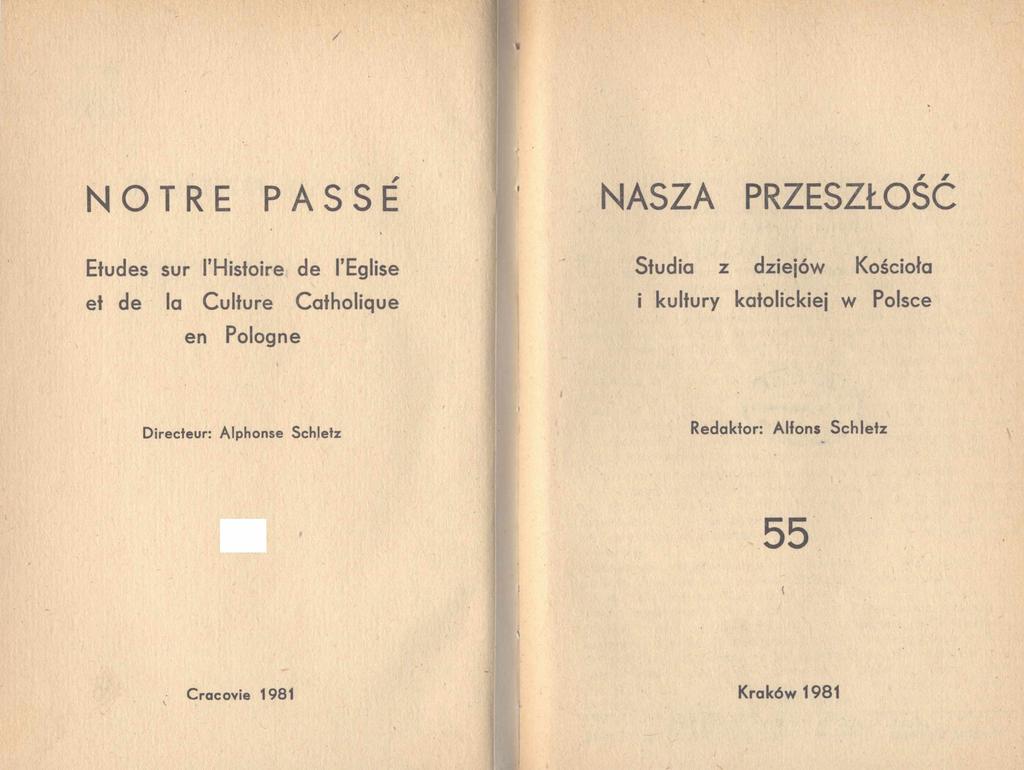 NOTRE PASSÉ
Etudes sur l'Histoire de l'Eglise
et de la Culture Catholique
en Pologne
Directeur: Alphonse Schletz
Cracovie 1981
NASZA PRZESZŁOŚĆ
Studia z dziejów Kościoła
i kultury katolickiej w Polsce
Redaktor: Alfons Schletz
55
Kraków 1981